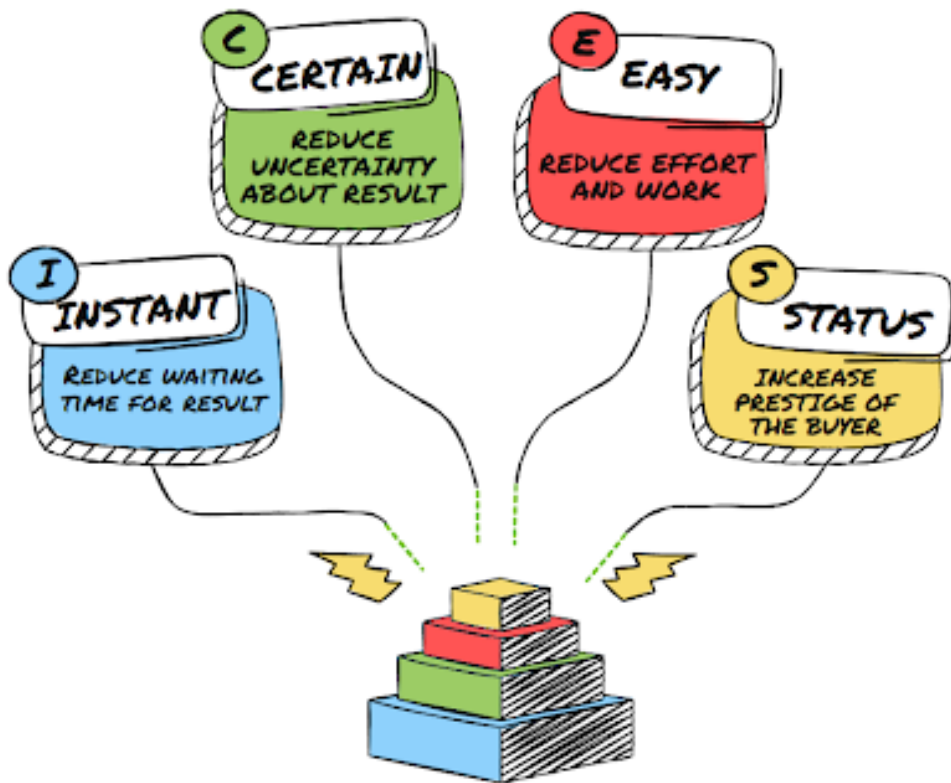 C
CERTAIN
REDUCE
UNCERTAINTY
ABOUT RESULT
E
EASY
REDUCE EFFORT
AND WORK
I
INSTANT
REDUCE WAITING
TIME FOR RESULT
S
STATUS
INCREASE
PRESTIGE OF
THE BUYER